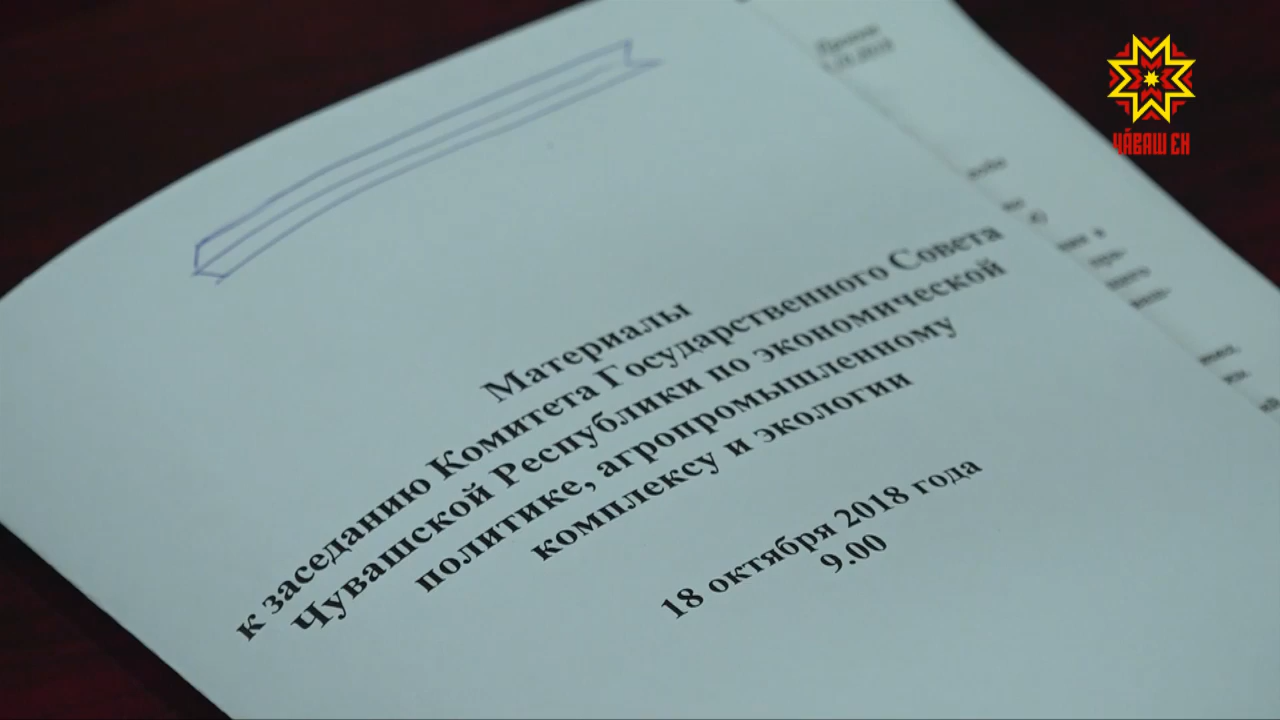 Материалы
к заседанию Комитета Государственного Совета
Чувашской Республики по экономической
политике, агропромышленному
комплексу и экологии
18 октября 2018 года
9.00
ЧӐВАШ ЕН